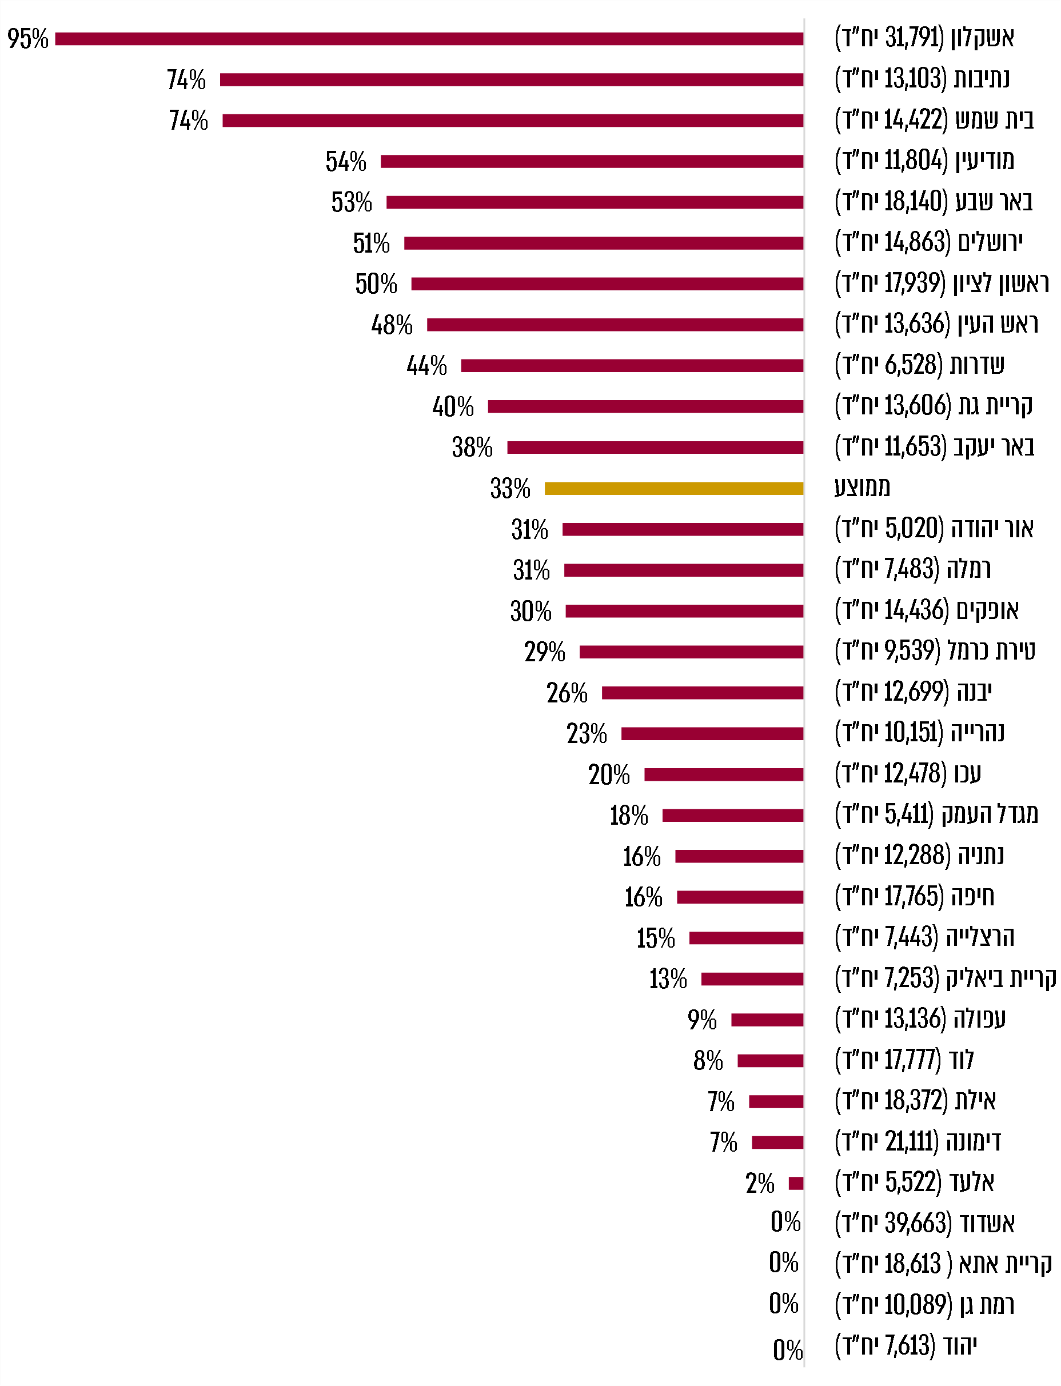 אשקלון (31,791 יח"ד) 95%
נתיבות (13,103 יח"ד) 74%
בית שמש (14,422 יח"ד) 74%
מודיעין (11,804 יח"ד) 54%
באר שבע (18,140 יח"ד) 53%
ירושלים (14,863 יח"ד) 51%
ראשון לציון (17,939 יח"ד) 50%
ראש העין (13,636 יח"ד) 48%
שדרות (6,528 יח"ד) 44%
קריית גת (13,606 יח"ד) 40%
באר יעקב (11,653 יח"ד) 38%
ממוצע 33%
אור יהודה (5,020 יח"ד) 31%
רמלה (7,483 יח"ד) 31%
אופקים (14,436 יח"ד) 30%
טירת כרמל (9,539 יח"ד) 29%
יבנה (12,699 יח"ד) 26%
נהרייה (10,151 יח"ד) 23%
עכו (12,478 יח"ד) 20%
מגדל העמק (5,411 יח"ד) 18%
נתניה (12,288 יח"ד) 16%
חיפה (17,765 יח"ד) 16%
הרצלייה (7,443 יח"ד) 15%
קריית ביאליק (7,253 יח"ד) 13%
עפולה (13,136 יח"ד) 9%
לוד (17,777 יח"ד) 8%
אילת (18,372 יח"ד) 7%
דימונה (21,111 יח"ד) 7%
אלעד (5,522 יח"ד) 2%
אשדוד (39,663 יח"ד) 0%
קריית אתא ( 18,613 יח"ד) 0%
רמת גן (10,089 יח"ד) 0%
יהוד (7,613 יח"ד) 0%